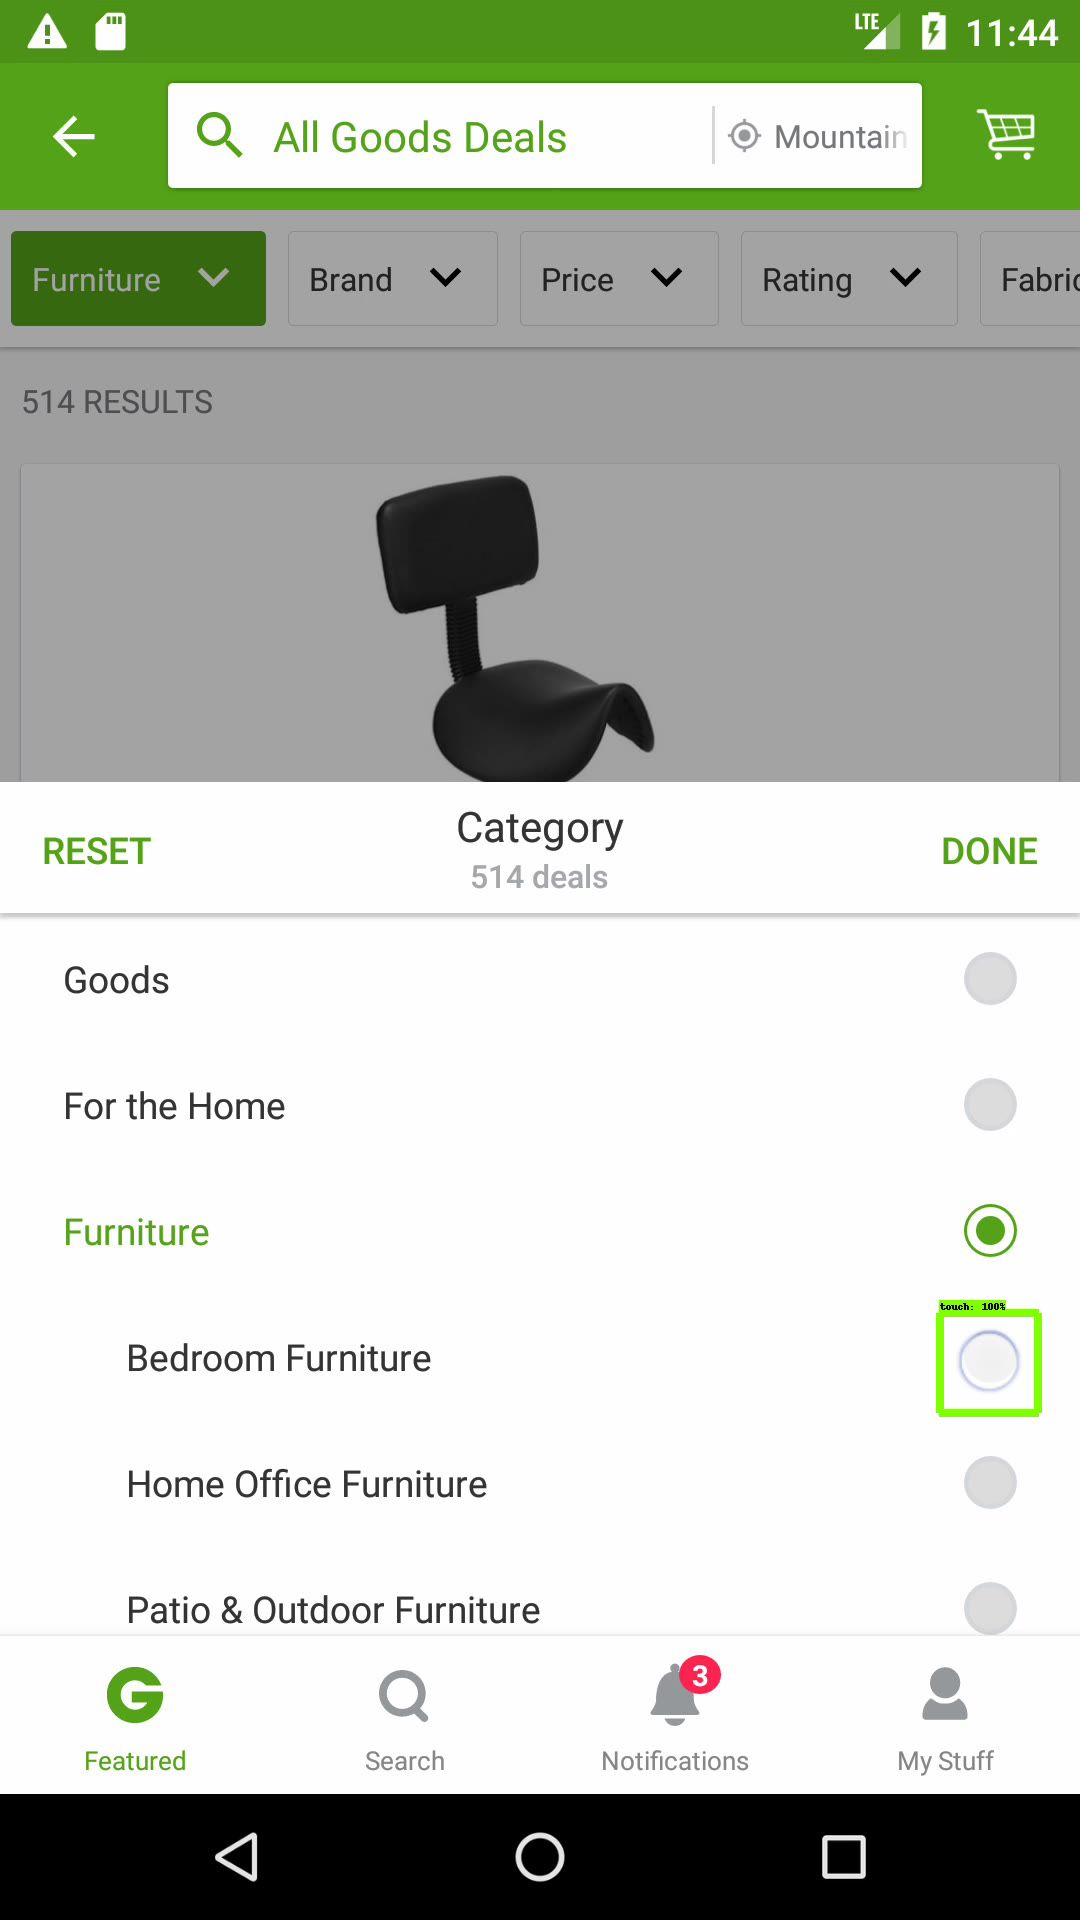 LTE 11:44
All Goods Deals Mountain
Furniture Brand Price Rating Fabric
514 RESULTS
RESET Category DONE
514 deals
Goods
For the Home
Furniture
touch: 100%
Bedroom Furniture
Home Office Furniture
Patio & Outdoor Furniture
3
Featured Search Notifications My Stuff